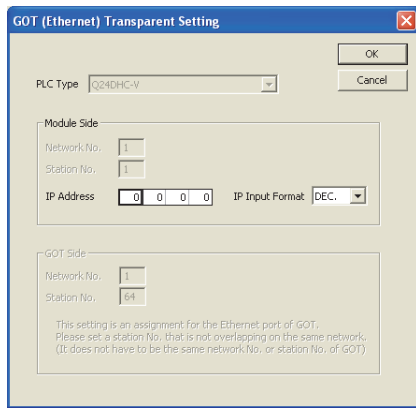 GOT (Ethernet) Transparent Setting
OK
PLC Type Q24DHC-V
Cancel
Module Side
Network No. 1
Station No. 1
IP Address 0 0 0 0 IP Input Format DEC.
GOT Side
Network No. 1
Station No. 64
This setting is an assignment for the Ethernet port of GOT.
Please set a station No. that is not overlapping on the same network.
(It does not have to be the same network No. or station No. of GOT)